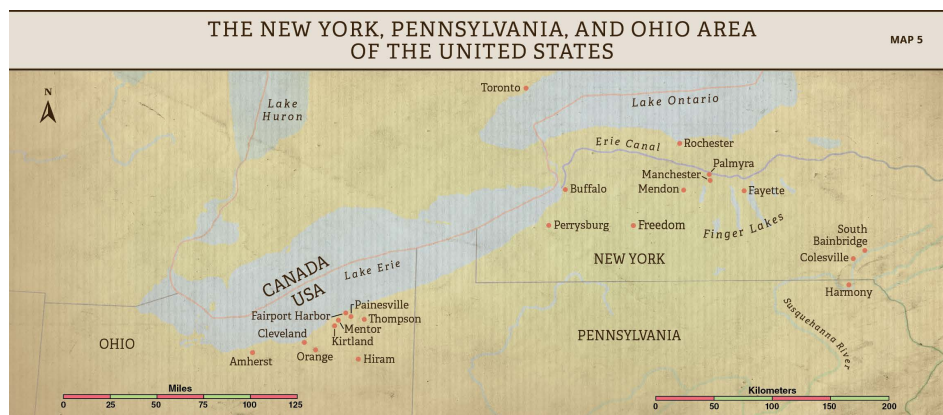 THE NEW YORK, PENNSYLVANIA, AND OHIO AREA
OF THE UNITED STATES
MAP 5
N
Toronto
Lake
Huron
Lake Ontario
Erie Canal
Rochester
Palmyra
Manchester
Mendon
Fayette
Buffalo
Perrysburg
Freedom
Finger Lakes
South
Bainbridge
Colesville
NEW YORK
CANADA
USA
Lake Erie
Harmony
Painesville
Fairport Harbor
Thompson
Mentor
Cleveland
Kirtland
PENNSYLVANIA
Susquehanna River
OHIO
Orange
Amherst
Hiram
Miles
0 25 50 75 100 125
Kilometers
0 50 100 150 200